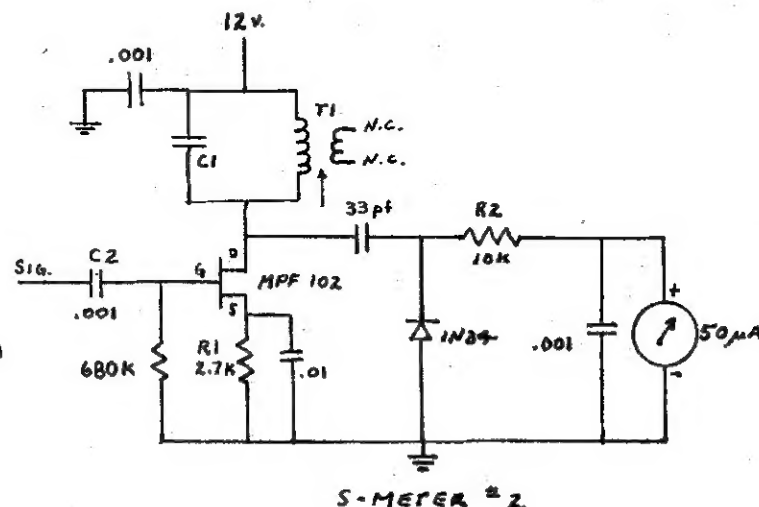 12v.
.001
T1
N.C.
N.C.
C1
33pf
R2
10K
D
SIG.
C2
G
MPF 102
.001
S
+
50µA
-
680K
R1
2.7K
.01
.001
S-METER #2